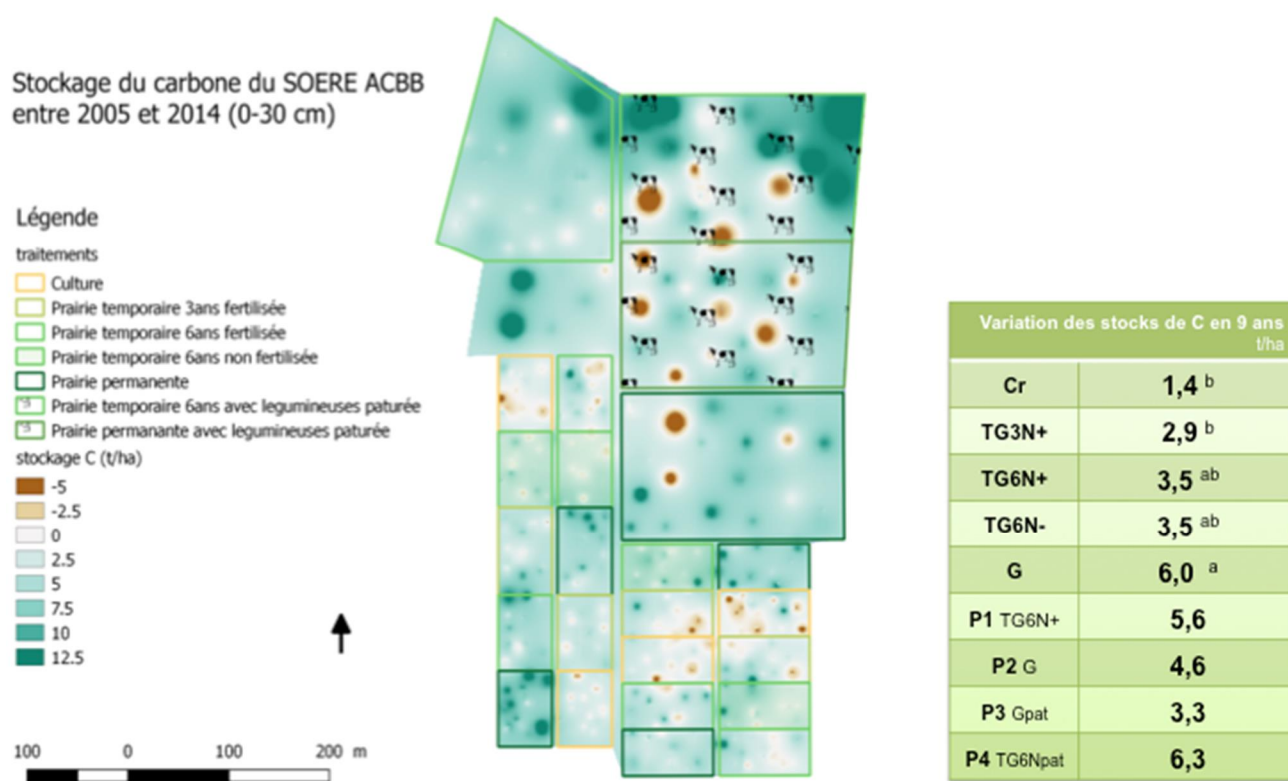 Stockage du carbone du SOERE ACBB
entre 2005 et 2014 (0-30 cm)
Légende
traitements
Culture
Prairie temporaire 3ans fertilisée
Prairie temporaire 6ans fertilisée
Prairie temporaire 6ans non fertilisée
Prairie permanente
Prairie temporaire 6ans avec legumineuses paturée
Prairie permanante avec legumineuses paturée
stockage C (t/ha)
-5
-2.5
0
2.5
5
7.5
10
12.5
100 0 100 200 m
Variation des stocks de C en 9 ans
t/ha
Cr 1,4 b
TG3N+ 2,9 b
TG6N+ 3,5 ab
TG6N- 3,5 ab
G 6,0 a
P1 TG6N+ 5,6
P2 G 4,6
P3 Gpat 3,3
P4 TG6Npat 6,3